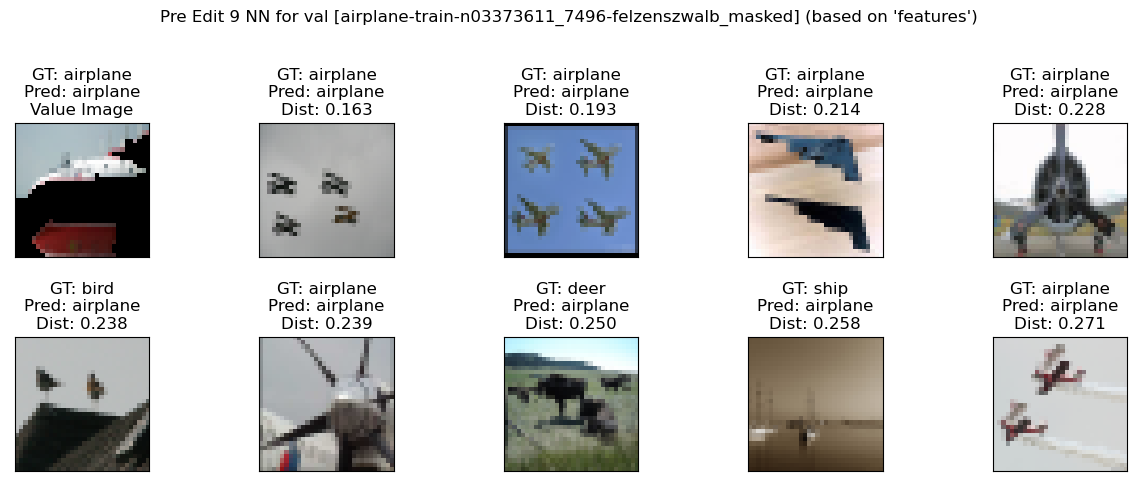 Pre Edit 9 NN for val [airplane-train-n03373611_7496-felzenszwalb_masked] (based on 'features')
GT: airplane
Pred: airplane
Value Image
GT: airplane
Pred: airplane
Dist: 0.163
GT: airplane
Pred: airplane
Dist: 0.193
GT: airplane
Pred: airplane
Dist: 0.214
GT: airplane
Pred: airplane
Dist: 0.228
GT: bird
Pred: airplane
Dist: 0.238
GT: airplane
Pred: airplane
Dist: 0.239
GT: deer
Pred: airplane
Dist: 0.250
GT: ship
Pred: airplane
Dist: 0.258
GT: airplane
Pred: airplane
Dist: 0.271